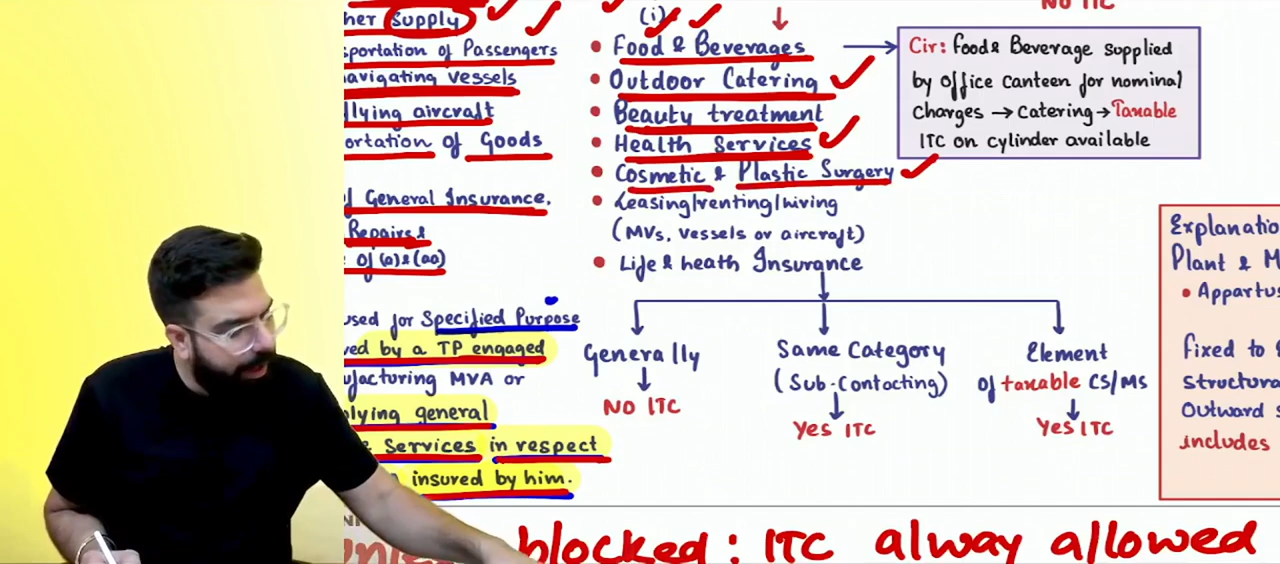 her supply
sportation of Passengers
navigating vessels
flying aircraft
ortation of Goods
f General Insurance,
Repairs &
e of (a) & (aa)
used for Specified Purpose
ved by a TP engaged
ufacturing MVA or
plying general
Services in respect
insured by him.
NO ITC
(i)
Food & Beverages
Outdoor Catering
Beauty treatment
Health Services
Cosmetic & Plastic Surgery
Leasing/renting/hiring
(MVs, vessels or aircraft)
Life & heath Insurance
Generally
NO ITC
Same Category
(Sub-Contacting)
Yes ITC
Element
of taxable CS/MS
Yes ITC
Cir: Food & Beverage supplied
by office Canteen for nominal
Charges → Catering → Taxable
ITC on cylinder available
Explanatio
Plant & M
Appartus
fixed to
structura
Outward s
includes
blocked : ITC alway allowed